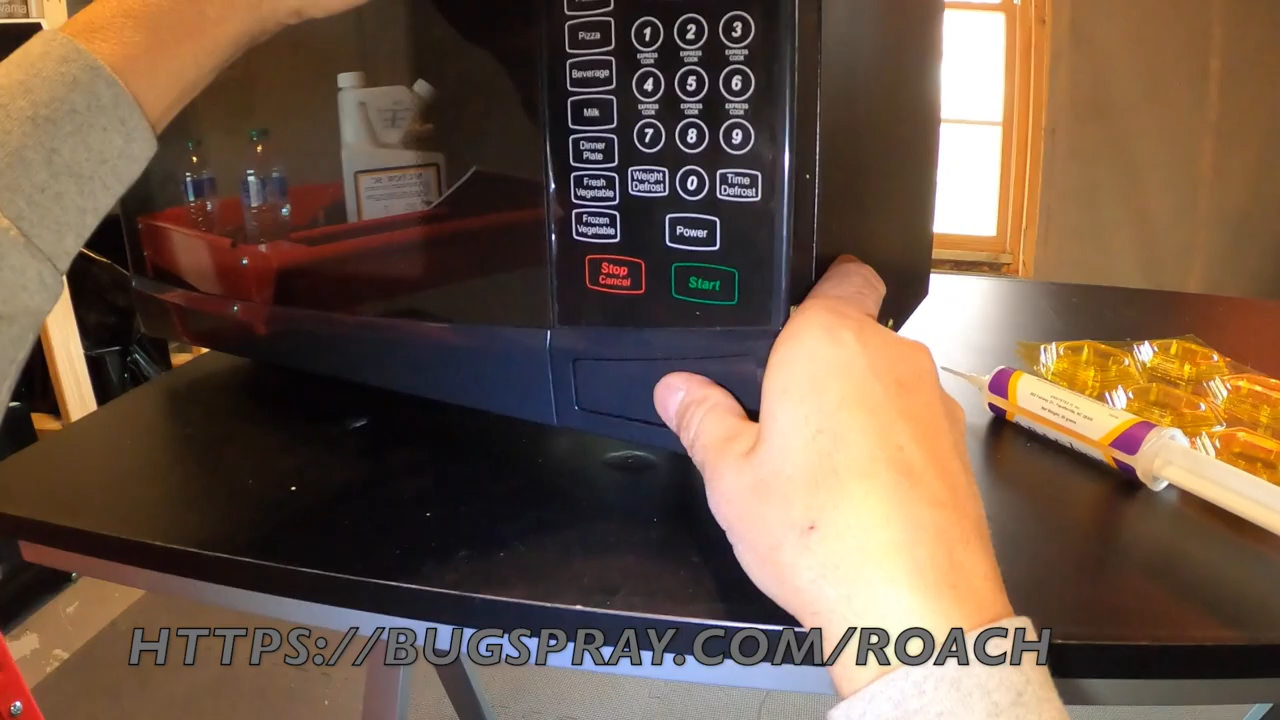 Pizza
Beverage
Milk
Dinner
Plate
Fresh
Vegetable
Frozen
Vegetable
1 2 3
EXPRESS COOK EXPRESS COOK EXPRESS COOK
4 5 6
EXPRESS COOK EXPRESS COOK EXPRESS COOK
7 8 9
Weight
Defrost
0
Time
Defrost
Power
Stop
Cancel
Start
HTTPS://BUGSPRAY.COM/ROACH